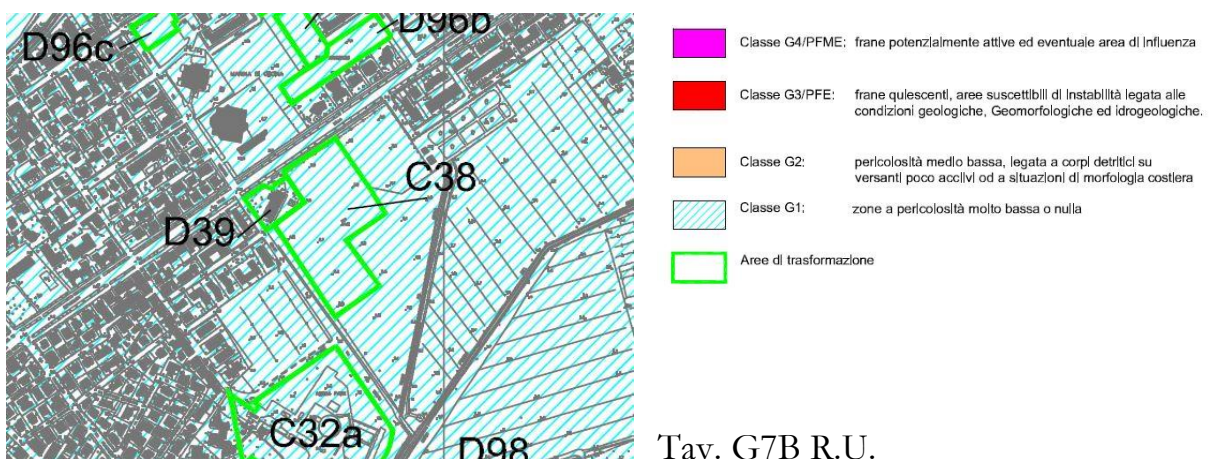 D96c
D96b
MARINA DI CECINA
C38
D39
C32a
D98
Classe G4/PFME: frane potenzialmente attive ed eventuale area di influenza
Classe G3/PFE: frane quiescenti, aree suscettibili di instabilità legata alle
condizioni geologiche, Geomorfologiche ed idrogeologiche.
Classe G2: pericolosità medio bassa, legata a corpi detritici su
versanti poco acclivi od a situazioni di morfologia costiera
Classe G1: zone a pericolosità molto bassa o nulla
Aree di trasformazione
Tav. G7B R.U.